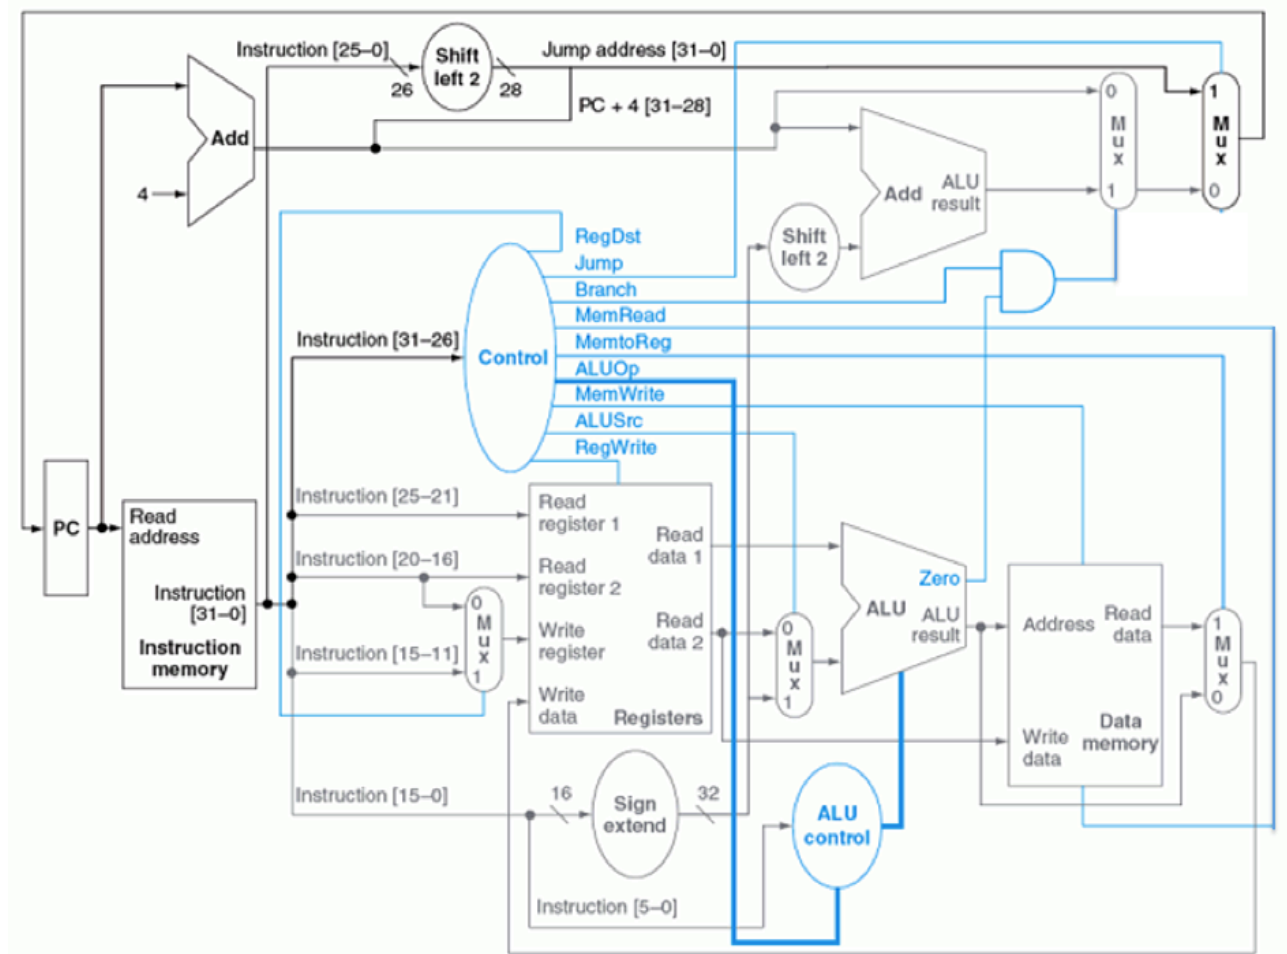 Instruction [25–0]
Shift
left 2
Jump address [31–0]
26
28
PC + 4 [31–28]
Add
4
0
M
u
x
1
1
M
u
x
0
Add
ALU
result
Shift
left 2
RegDst
Jump
Branch
MemRead
MemtoReg
ALUOp
MemWrite
ALUSrc
RegWrite
Instruction [31–26]
Control
PC
Read
address
Instruction
[31–0]
Instruction
memory
Instruction [25–21]
Instruction [20–16]
Instruction [15–11]
0
M
u
x
1
Read
register 1
Read
register 2
Write
register
Write
data
Read
data 1
Read
data 2
Registers
0
M
u
x
1
Zero
ALU
ALU
result
Address
Read
data
Write
data
Data
memory
1
M
u
x
0
Instruction [15–0]
16
Sign
extend
32
ALU
control
Instruction [5–0]